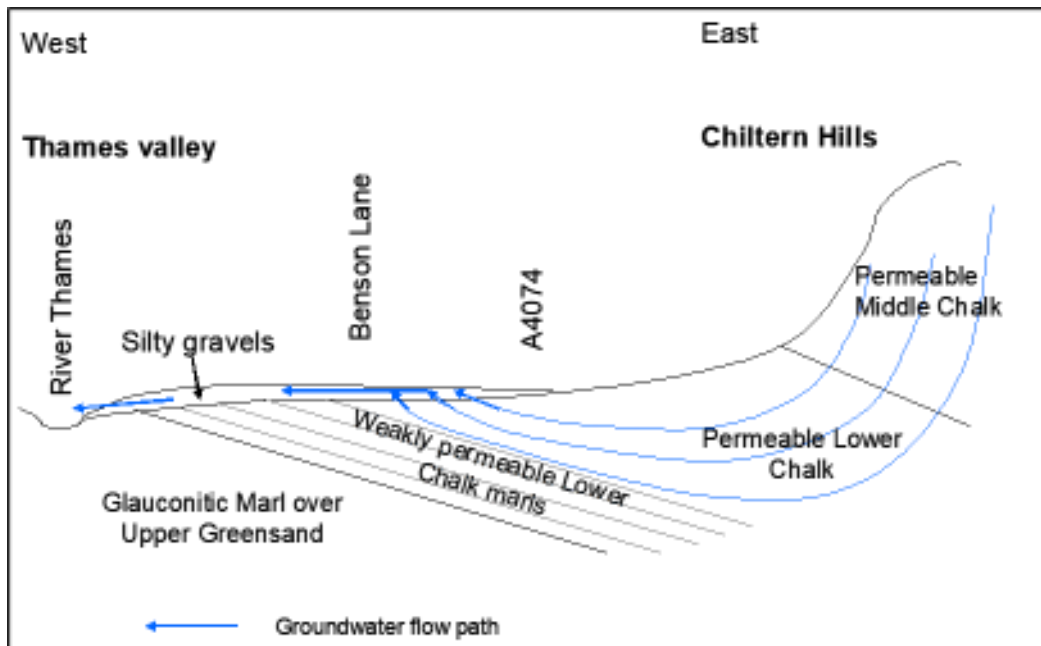 West
East
Thames valley
Chiltern Hills
River Thames
Benson Lane
A4074
Silty gravels
Permeable
Middle Chalk
Weakly permeable Lower
Chalk marls
Permeable Lower
Chalk
Glauconitic Marl over
Upper Greensand
Groundwater flow path